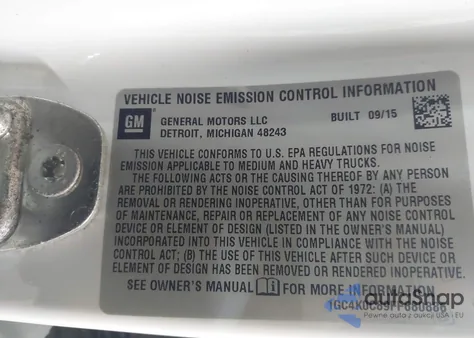 VEHICLE NOISE EMISSION CONTROL INFORMATION
GM GENERAL MOTORS LLC BUILT 09/15
DETROIT, MICHIGAN 48243
THIS VEHICLE CONFORMS TO U.S. EPA REGULATIONS FOR NOISE
EMISSION APPLICABLE TO MEDIUM AND HEAVY TRUCKS.
THE FOLLOWING ACTS OR THE CAUSING THEREOF BY ANY PERSON
ARE PROHIBITED BY THE NOISE CONTROL ACT OF 1972: (A) THE
REMOVAL OR RENDERING INOPERATIVE, OTHER THAN FOR PURPOSES
OF MAINTENANCE, REPAIR OR REPLACEMENT OF ANY NOISE CONTROL
DEVICE OR ELEMENT OF DESIGN (LISTED IN THE OWNER'S MANUAL)
INCORPORATED INTO THIS VEHICLE IN COMPLIANCE WITH THE NOISE
CONTROL ACT; (B) THE USE OF THIS VEHICLE AFTER SUCH DEVICE OR
ELEMENT OF DESIGN HAS BEEN REMOVED OR RENDERED INOPERATIVE.
SEE OWNER'S MANUAL FOR MORE INFORMATION
AutoSnap
Passenger autos z USA i EU